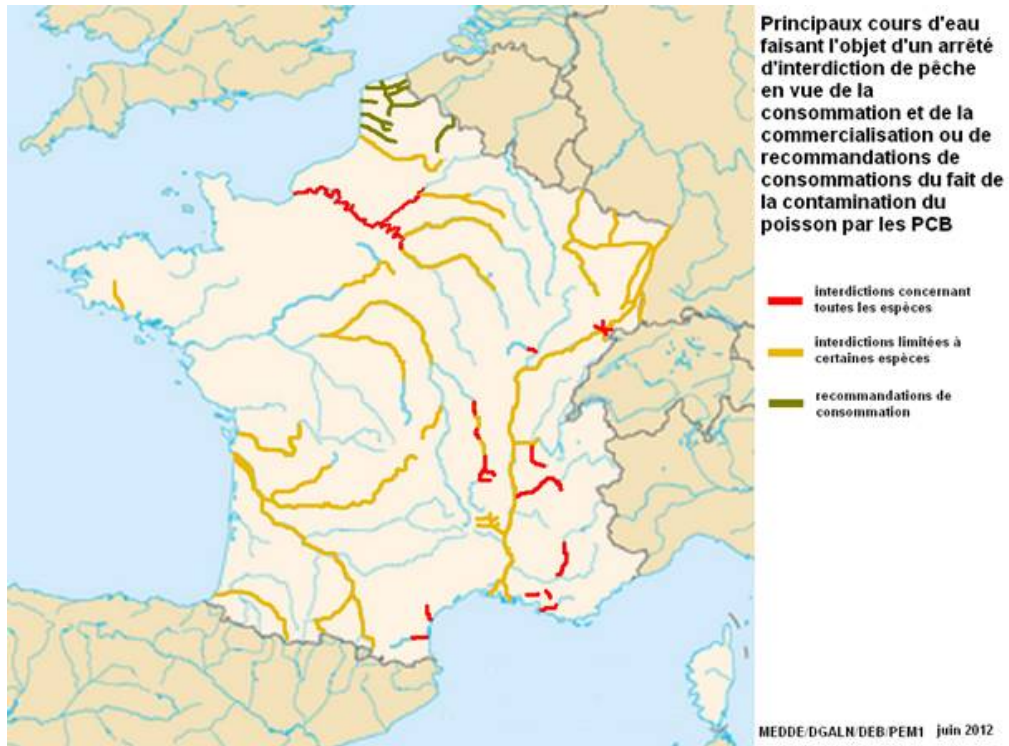 Principaux cours d'eau
faisant l'objet d'un arrêté
d'interdiction de pêche
en vue de la
consommation et de la
commercialisation ou de
recommandations de
consommations du fait de
la contamination du
poisson par les PCB
interdictions concernant
toutes les espèces
interdictions limitées à
certaines espèces
recommandations de
consommation
MEDDE/DGALN/DEB/PEM1 juin 2012